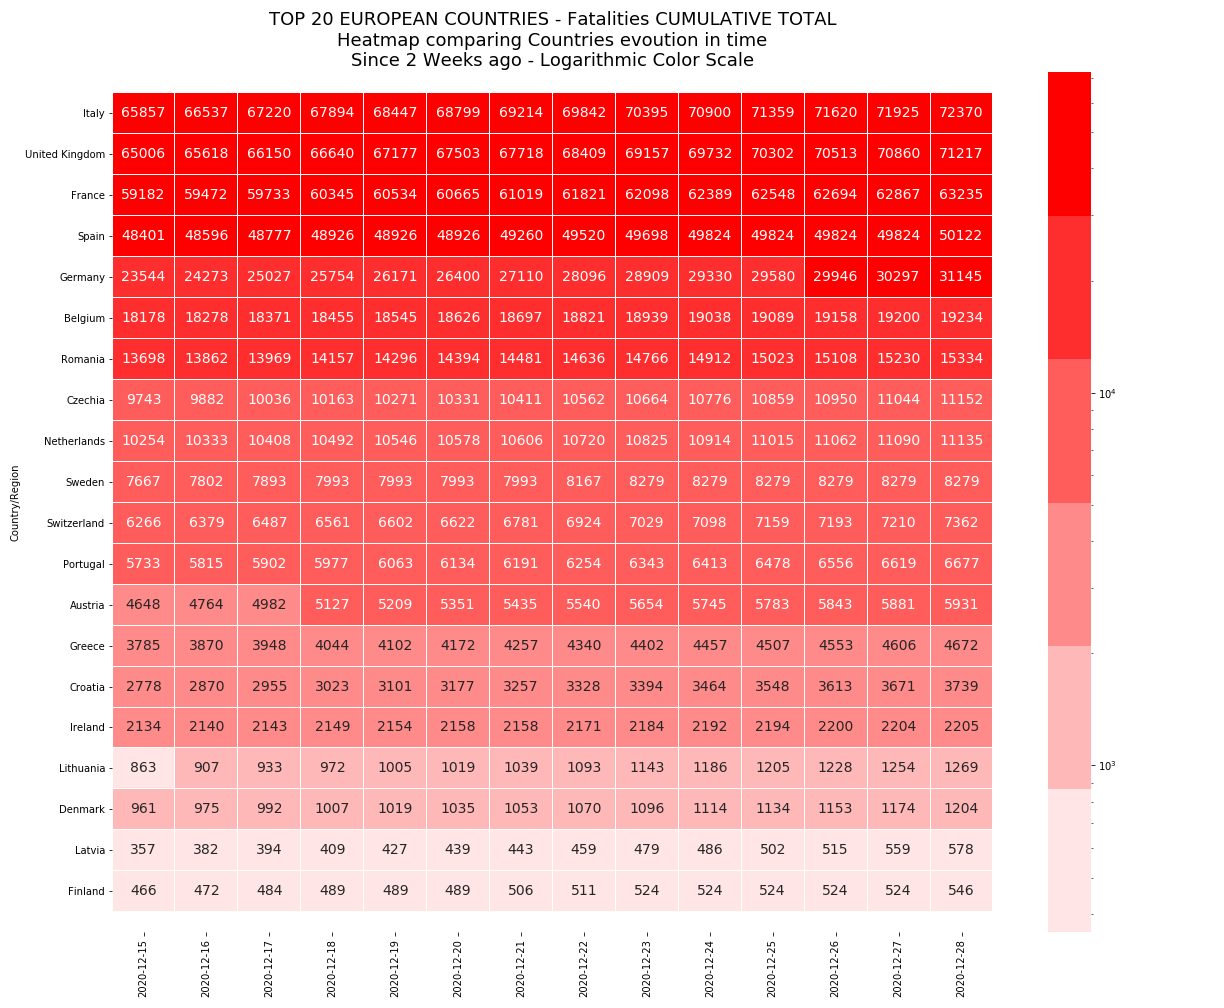 TOP 20 EUROPEAN COUNTRIES - Fatalities CUMULATIVE TOTAL
Heatmap comparing Countries evoution in time
Since 2 Weeks ago - Logarithmic Color Scale
Country/Region
Italy 65857 66537 67220 67894 68447 68799 69214 69842 70395 70900 71359 71620 71925 72370
United Kingdom 65006 65618 66150 66640 67177 67503 67718 68409 69157 69732 70302 70513 70860 71217
France 59182 59472 59733 60345 60534 60665 61019 61821 62098 62389 62548 62694 62867 63235
Spain 48401 48596 48777 48926 48926 48926 49260 49520 49698 49824 49824 49824 49824 50122
Germany 23544 24273 25027 25754 26171 26400 27110 28096 28909 29330 29580 29946 30297 31145
Belgium 18178 18278 18371 18455 18545 18626 18697 18821 18939 19038 19089 19158 19200 19234
Romania 13698 13862 13969 14157 14296 14394 14481 14636 14766 14912 15023 15108 15230 15334
Czechia 9743 9882 10036 10163 10271 10331 10411 10562 10664 10776 10859 10950 11044 11152
Netherlands 10254 10333 10408 10492 10546 10578 10606 10720 10825 10914 11015 11062 11090 11135
Sweden 7667 7802 7893 7993 7993 7993 7993 8167 8279 8279 8279 8279 8279 8279
Switzerland 6266 6379 6487 6561 6602 6622 6781 6924 7029 7098 7159 7193 7210 7362
Portugal 5733 5815 5902 5977 6063 6134 6191 6254 6343 6413 6478 6556 6619 6677
Austria 4648 4764 4982 5127 5209 5351 5435 5540 5654 5745 5783 5843 5881 5931
Greece 3785 3870 3948 4044 4102 4172 4257 4340 4402 4457 4507 4553 4606 4672
Croatia 2778 2870 2955 3023 3101 3177 3257 3328 3394 3464 3548 3613 3671 3739
Ireland 2134 2140 2143 2149 2154 2158 2158 2171 2184 2192 2194 2200 2204 2205
Lithuania 863 907 933 972 1005 1019 1039 1093 1143 1186 1205 1228 1254 1269
Denmark 961 975 992 1007 1019 1035 1053 1070 1096 1114 1134 1153 1174 1204
Latvia 357 382 394 409 427 439 443 459 479 486 502 515 559 578
Finland 466 472 484 489 489 489 506 511 524 524 524 524 524 546
2020-12-15 2020-12-16 2020-12-17 2020-12-18 2020-12-19 2020-12-20 2020-12-21 2020-12-22 2020-12-23 2020-12-24 2020-12-25 2020-12-26 2020-12-27 2020-12-28
10⁴
10³